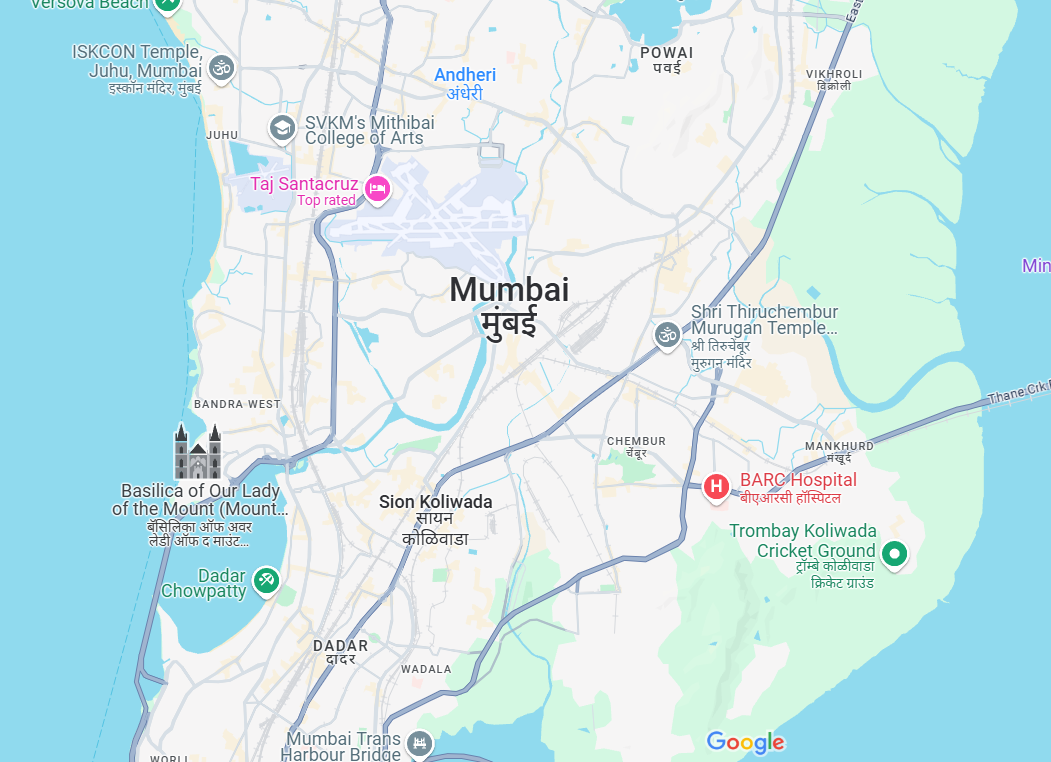 Versova Beach
ISKCON Temple,
Juhu, Mumbai
इस्कॉन मंदिर, मुंबई
POWAI
पवई
VIKHROLI
विक्रोली
Andheri
अंधेरी
JUHU
SVKM's Mithibai
College of Arts
Taj Santacruz
Top rated
Mumbai
मुंबई
Shri Thiruchembur
Murugan Temple...
श्री तिरुचेंबूर
मुरुगन मंदिर
BANDRA WEST
Thane Crk
CHEMBUR
चेंबूर
MANKHURD
मंखुर्द
Basilica of Our Lady
of the Mount (Mount...
बॅसिलिका ऑफ अवर
लेडी ऑफ द माउंट...
Sion Koliwada
सायन
कोळिवाडा
BARC Hospital
बीएआरसी हॉस्पिटल
Trombay Koliwada
Cricket Ground
ट्रॉम्बे कोळीवाडा
क्रिकेट ग्राउंड
Dadar
Chowpatty
DADAR
दादर
WADALA
Mumbai Trans
Harbour Bridge
WORLI
Google